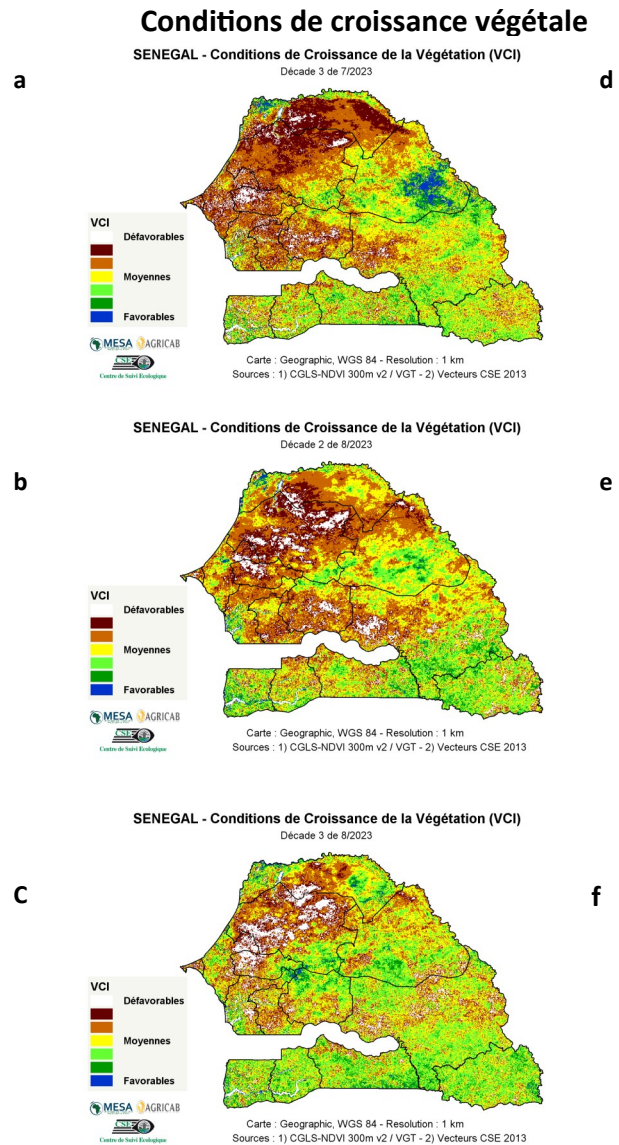 Conditions de croissance végétale
SENEGAL - Conditions de Croissance de la Végétation (VCI)
Décade 3 de 7/2023
a
d
VCI
Défavorables
Moyennes
Favorables
MESA AGRICAB
CSE
Centre de Suivi Ecologique
Carte : Geographic, WGS 84 - Resolution : 1 km
Sources : 1) CGLS-NDVI 300m v2 / VGT - 2) Vecteurs CSE 2013
SENEGAL - Conditions de Croissance de la Végétation (VCI)
Décade 2 de 8/2023
b
e
VCI
Défavorables
Moyennes
Favorables
MESA AGRICAB
CSE
Centre de Suivi Ecologique
Carte : Geographic, WGS 84 - Resolution : 1 km
Sources : 1) CGLS-NDVI 300m v2 / VGT - 2) Vecteurs CSE 2013
SENEGAL - Conditions de Croissance de la Végétation (VCI)
Décade 3 de 8/2023
C
f
VCI
Défavorables
Moyennes
Favorables
MESA AGRICAB
CSE
Centre de Suivi Ecologique
Carte : Geographic, WGS 84 - Resolution : 1 km
Sources : 1) CGLS-NDVI 300m v2 / VGT - 2) Vecteurs CSE 2013